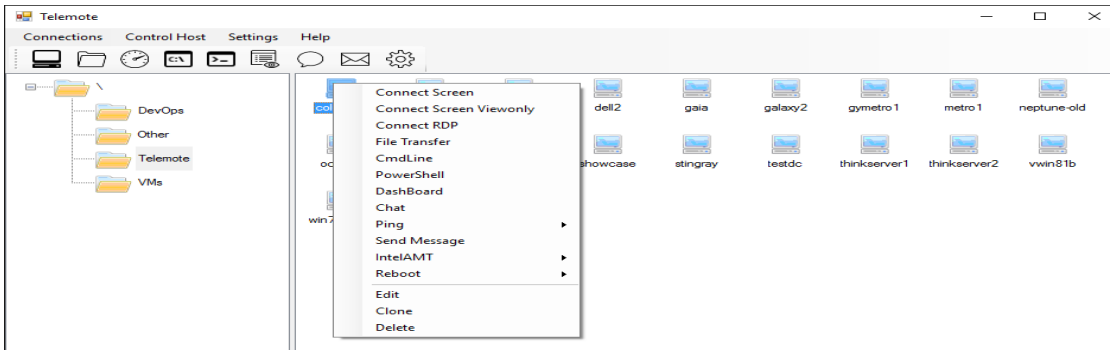 Telemote
Connections Control Host Settings Help
C:\
>_
\
DevOps
Other
Telemote
VMs
dell2 gaia galaxy2 gymetro1 metro1 neptune-old
showcase stingray testdc thinkserver1 thinkserver2 vwin81b
Connect Screen
Connect Screen Viewonly
Connect RDP
File Transfer
CmdLine
PowerShell
DashBoard
Chat
Ping
Send Message
IntelAMT
Reboot
Edit
Clone
Delete